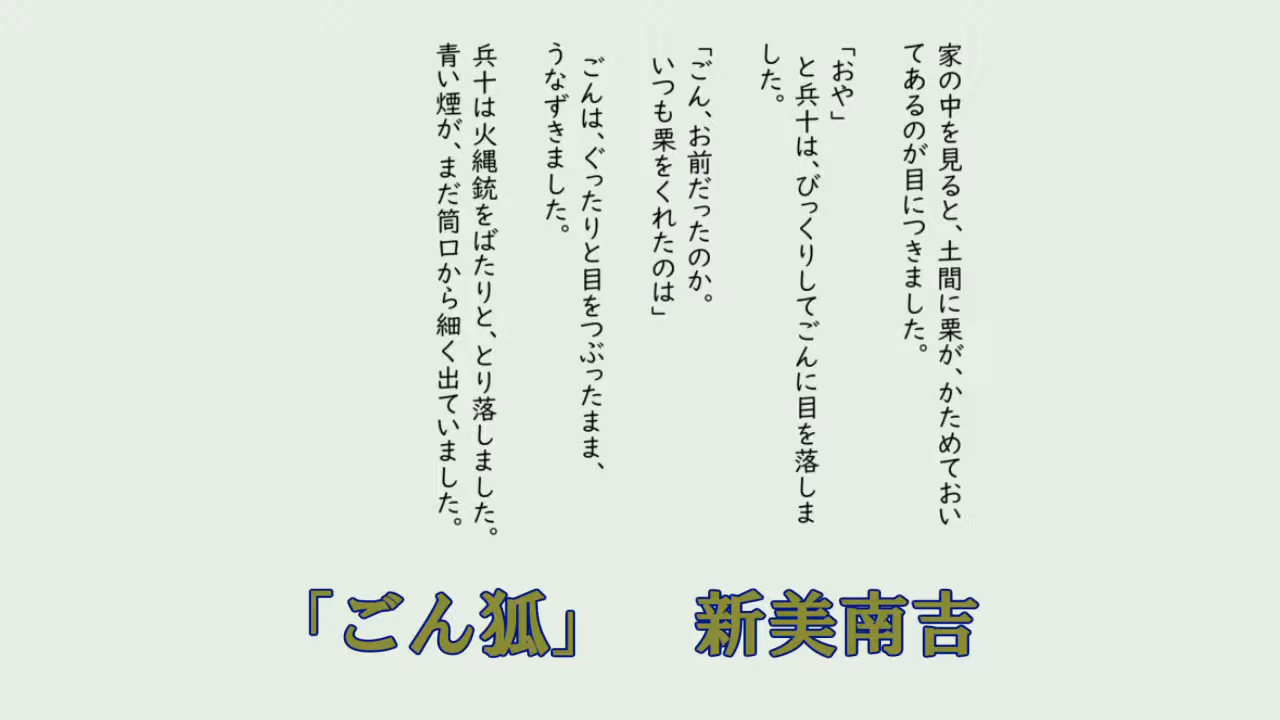 家の中を見ると、土間に栗が、かためておい
てあるのが目につきました。
「おや」
と兵十は、びっくりしてごんに目を落しま
した。
「ごん、お前だったのか。
いつも栗をくれたのは」
ごんは、ぐったりと目をつぶったまま、
うなずきました。
兵十は火縄銃をばたりと、とり落しました。
青い煙が、まだ筒口から細く出ていました。
「ごん狐」　新美南吉